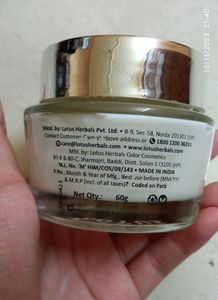 10/11/2023 21:40
Mktd. by: Lotus Herbals Pvt. Ltd. • B-9, Sec-58, Noida-201301 (UP)
Contact Customer Care at above address or 1800 1200 36291
care@lotusherbals.com • www.lotusherbals.com
Mfd. by: Lotus Herbals Color Cosmetics
80-B & 80-C, Jharmajri, Baddi, Distt. Solan-173205 (HP)
M.L. No. 'M' HIM/COS/09/143 • MADE IN INDIA
B.No., Month & Year of Mfg., Best before (MM/YY)
& M.R.P (incl. of all taxes): Coded on Pack
Net Qty.: 60g